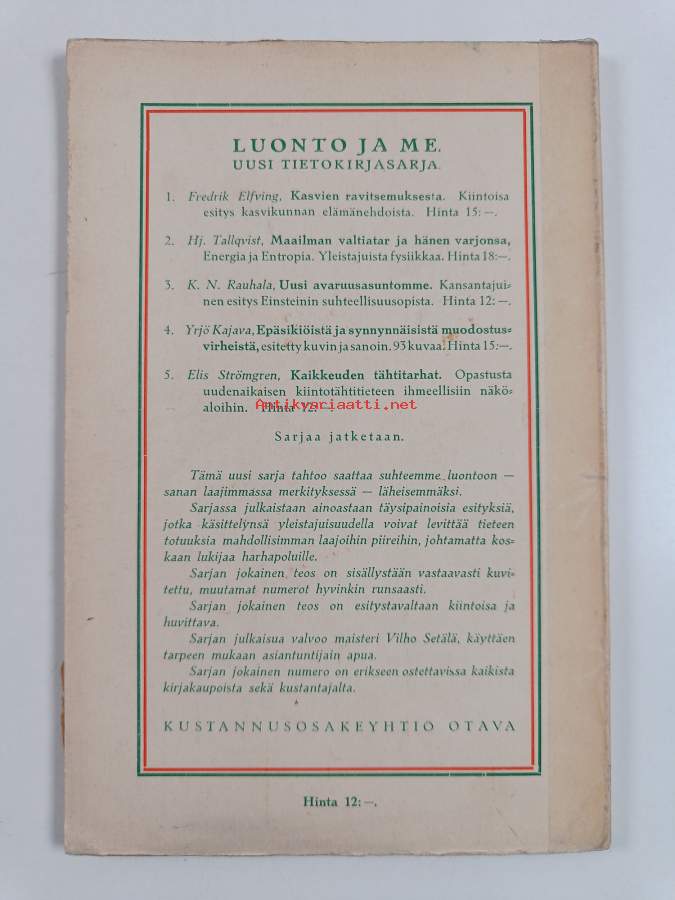 LUONTO JA ME.
UUSI TIETOKIRJASARJA.
1. Fredrik Elfving, Kasvien ravitsemuksesta. Kiintoisa
esitys kasvikunnan elämänehdoista. Hinta 15:—.
2. Hj. Tallqvist, Maailman valtiatar ja hänen varjonsa,
Energia ja Entropia. Yleistajuista fysiikkaa. Hinta 18:—.
3. K. N. Rauhala, Uusi avaruusasuntomme. Kansantajui-
nen esitys Einsteinin suhteellisuusopista. Hinta 12:—.
4. Yrjö Kajava, Epäsikiöistä ja synnynnäisistä muodostus-
virheistä, esitetty kuvin ja sanoin. 93 kuvaa. Hinta 15:—.
5. Elis Strömgren, Kaikkeuden tähtitarhat. Opastusta
uudenaikaisen kiintotähtitieteen ihmeellisiin näkö-
aloihin. Hinta 12:—.
Antikvariaatti.net
Sarjaa jatketaan.
Tämä uusi sarja tahtoo saattaa suhteemme luontoon —
sanan laajimmassa merkityksessä — läheisemmäksi.
Sarjassa julkaistaan ainoastaan täysipainoisia esityksiä,
jotka käsittelynsä yleistajuisuudella voivat levittää tieteen
totuuksia mahdollisimman laajoihin piireihin, johtamatta kos-
kaan lukijaa harhapoluille.
Sarjan jokainen teos on sisällystään vastaavasti kuvi-
tettu, muutamat numerot hyvinkin runsaasti.
Sarjan jokainen teos on esitystavaltaan kiintoisa ja
huvittava.
Sarjan julkaisua valvoo maisteri Vilho Setälä, käyttäen
tarpeen mukaan asiantuntijain apua.
Sarjan jokainen numero on erikseen ostettavissa kaikista
kirjakaupoista sekä kustantajalta.
KUSTANNUSOSAKEYHTIÖ OTAVA
Hinta 12:—.